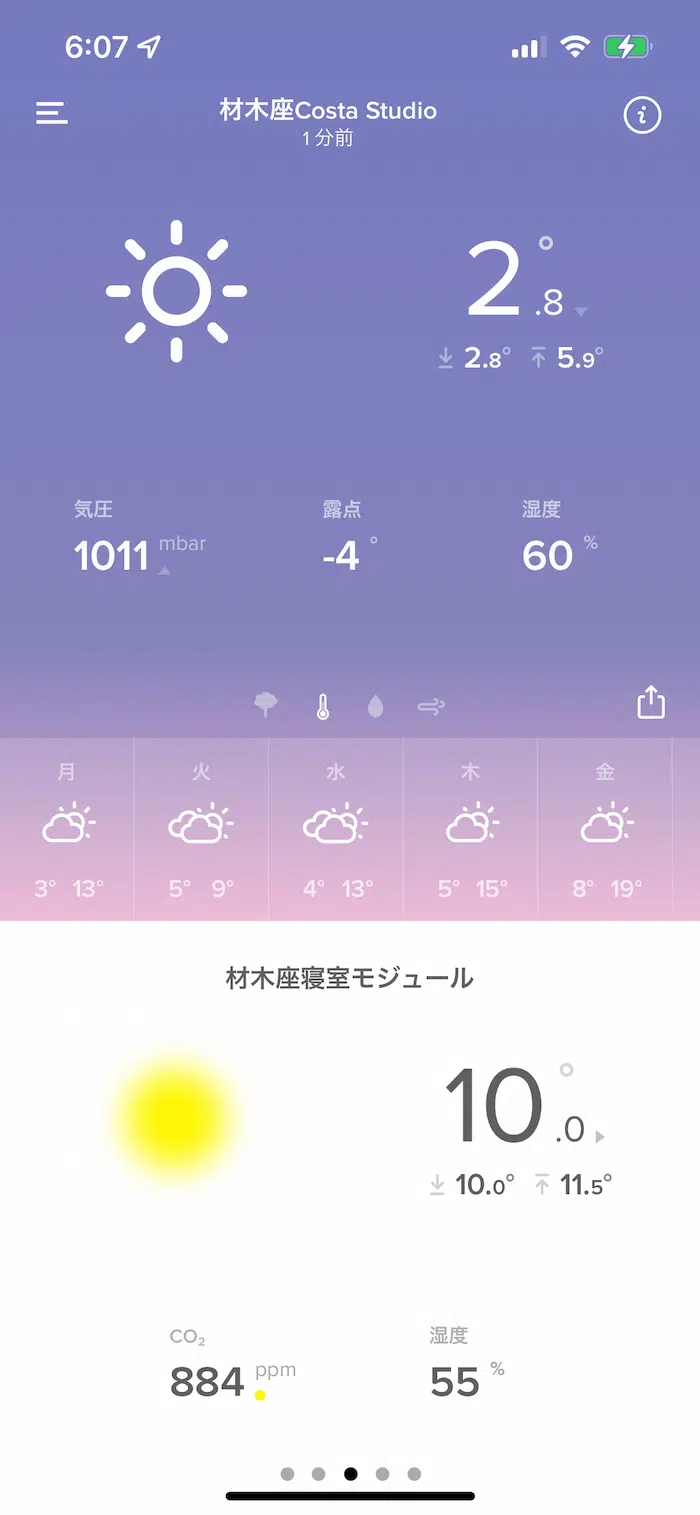 6:07
材木座Costa Studio
1 分前
2.8°
2.8° 5.9°
気圧 露点 湿度
1011 mbar -4° 60 %
月 火 水 木 金
3° 13° 5° 9° 4° 13° 5° 15° 8° 19°
材木座寝室モジュール
10.0°
10.0° 11.5°
CO₂ 湿度
884 ppm 55 %